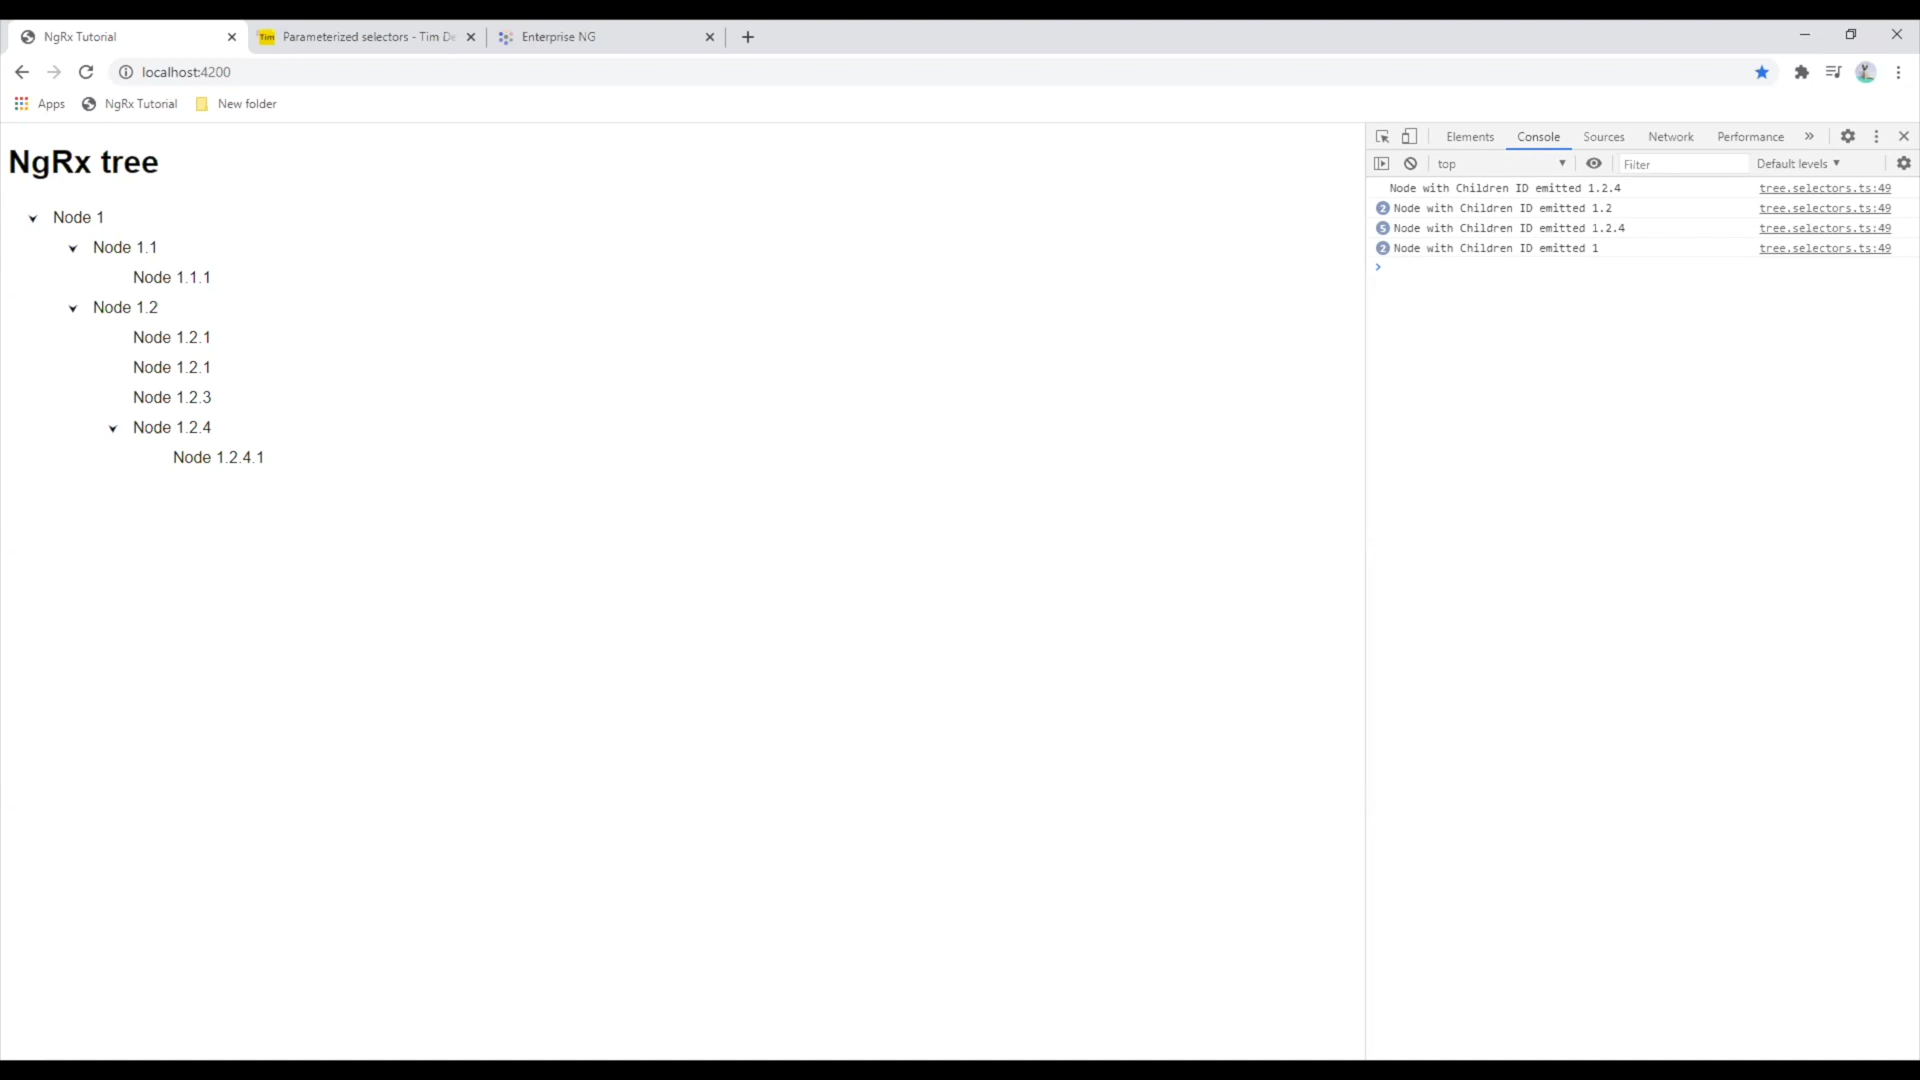 NgRx Tutorial
Tim Parameterized selectors - Tim De
Enterprise NG
localhost:4200
Apps NgRx Tutorial New folder
NgRx tree
Node 1
Node 1.1
Node 1.1.1
Node 1.2
Node 1.2.1
Node 1.2.1
Node 1.2.3
Node 1.2.4
Node 1.2.4.1
Elements Console Sources Network Performance »
top Filter Default levels
Node with Children ID emitted 1.2.4 tree.selectors.ts:49
2 Node with Children ID emitted 1.2 tree.selectors.ts:49
5 Node with Children ID emitted 1.2.4 tree.selectors.ts:49
2 Node with Children ID emitted 1 tree.selectors.ts:49